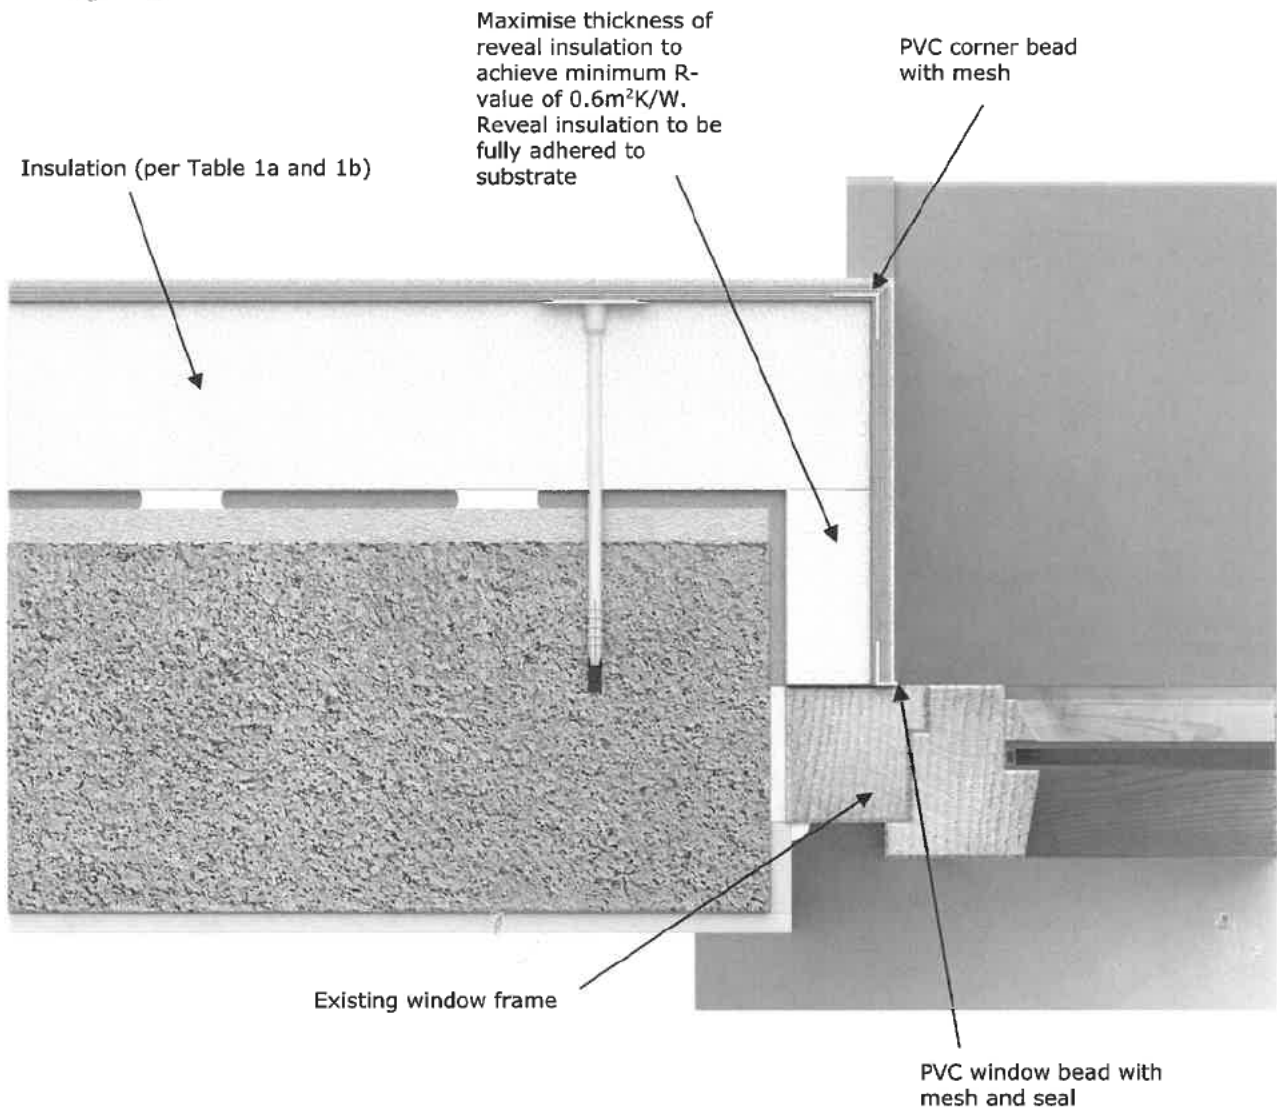 Maximise thickness of
reveal insulation to
achieve minimum R-
value of 0.6m²K/W.
Reveal insulation to be
fully adhered to
substrate
PVC corner bead
with mesh
Insulation (per Table 1a and 1b)
Existing window frame
PVC window bead with
mesh and seal